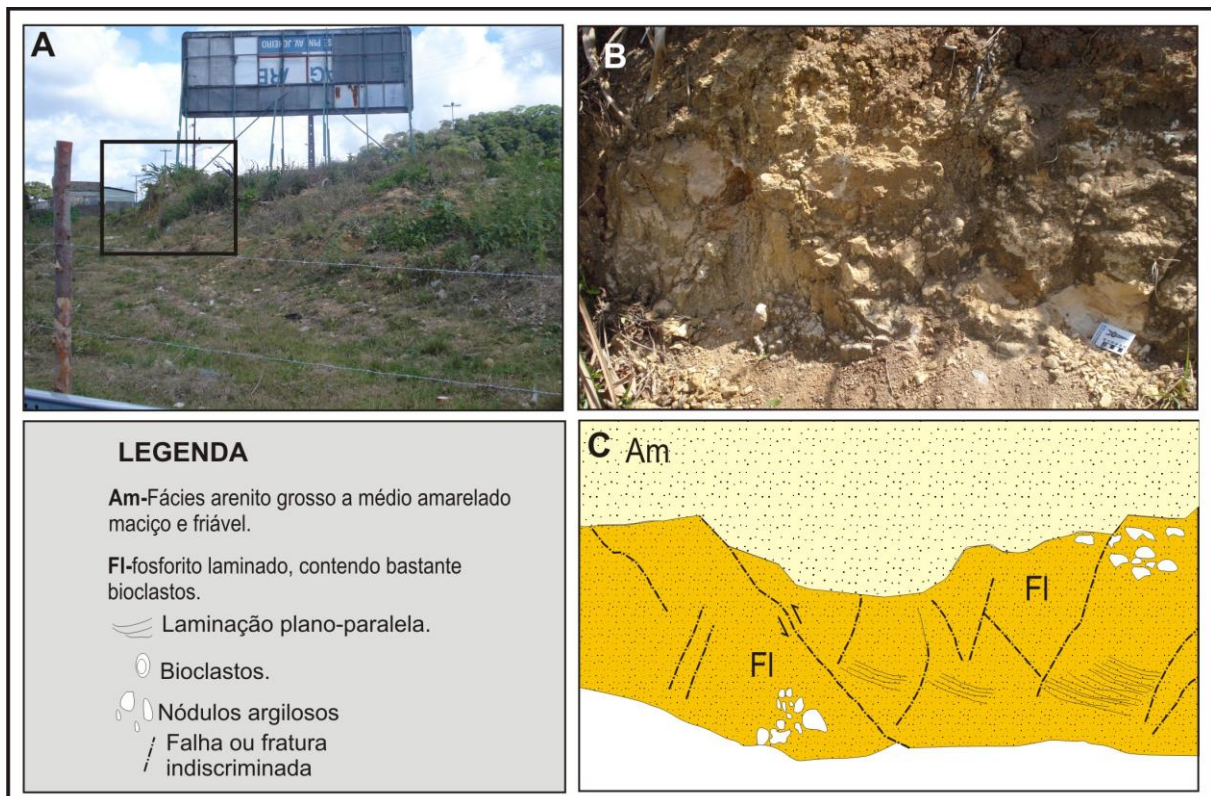 A
B
LEGENDA
Am-Fácies arenito grosso a médio amarelado
maciço e friável.
Fl-fosforito laminado, contendo bastante
bioclastos.
Laminação plano-paralela.
Bioclastos.
Nódulos argilosos
Falha ou fratura
indiscriminada
C Am
Fl
Fl